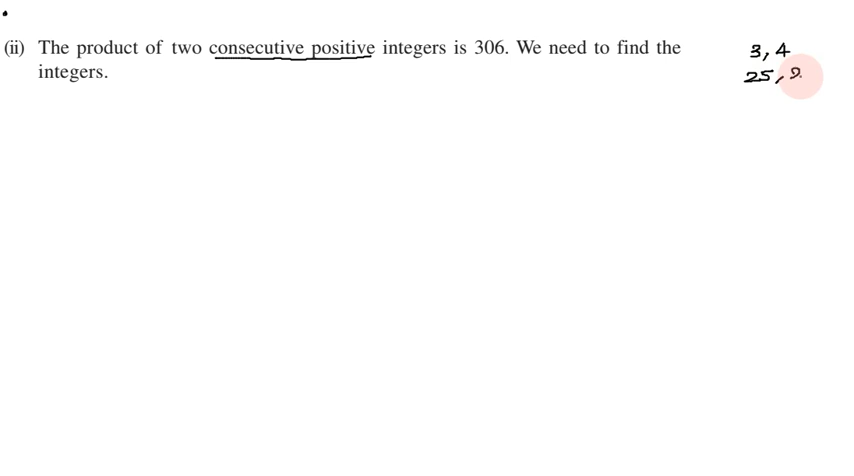 (ii) The product of two consecutive positive integers is 306. We need to find the
integers.
3, 4
25,